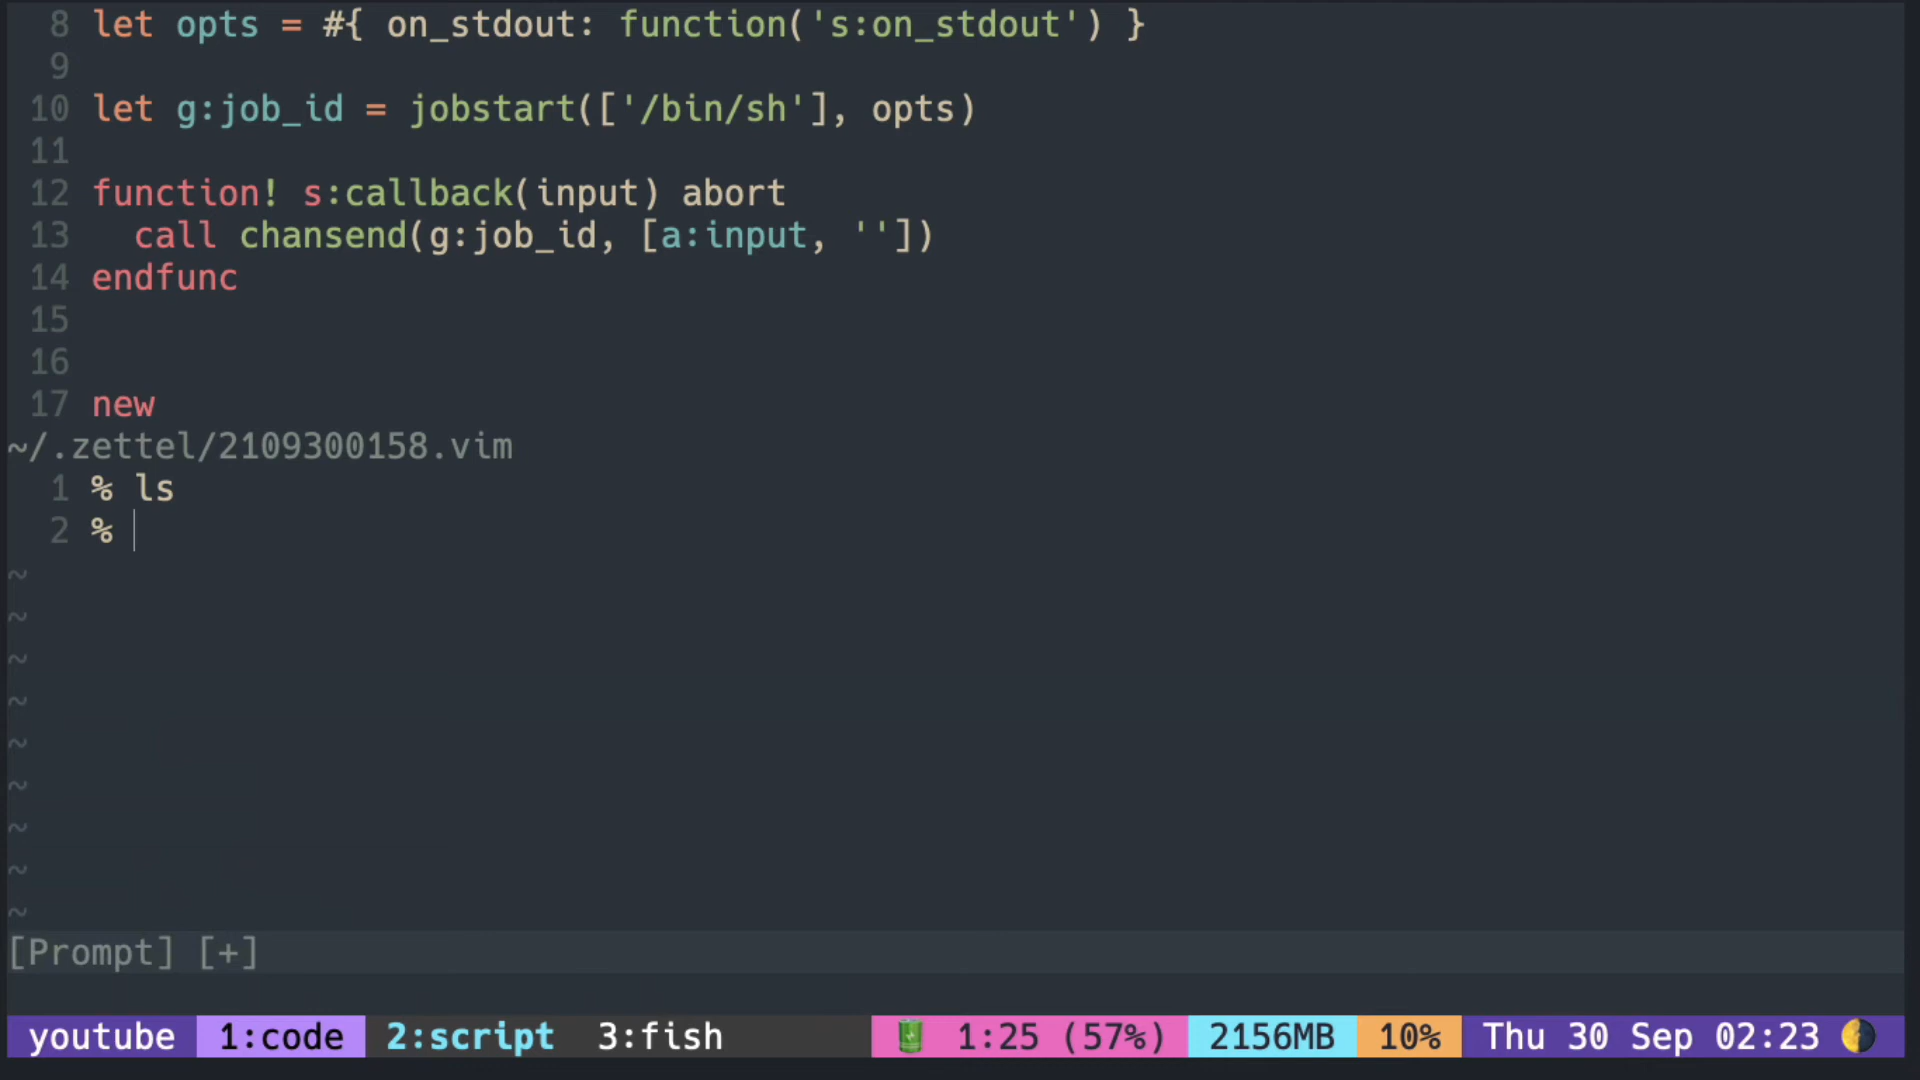 8 let opts = #{ on_stdout: function('s:on_stdout') }
9
10 let g:job_id = jobstart(['/bin/sh'], opts)
11
12 function! s:callback(input) abort
13   call chansend(g:job_id, [a:input, ''])
14 endfunc
15
16
17 new
~/.zettel/2109300158.vim
1 % ls
2 %
~
~
~
~
~
~
~
~
~
[Prompt] [+]
youtube 1:code 2:script 3:fish 1:25 (57%) 2156MB 10% Thu 30 Sep 02:23